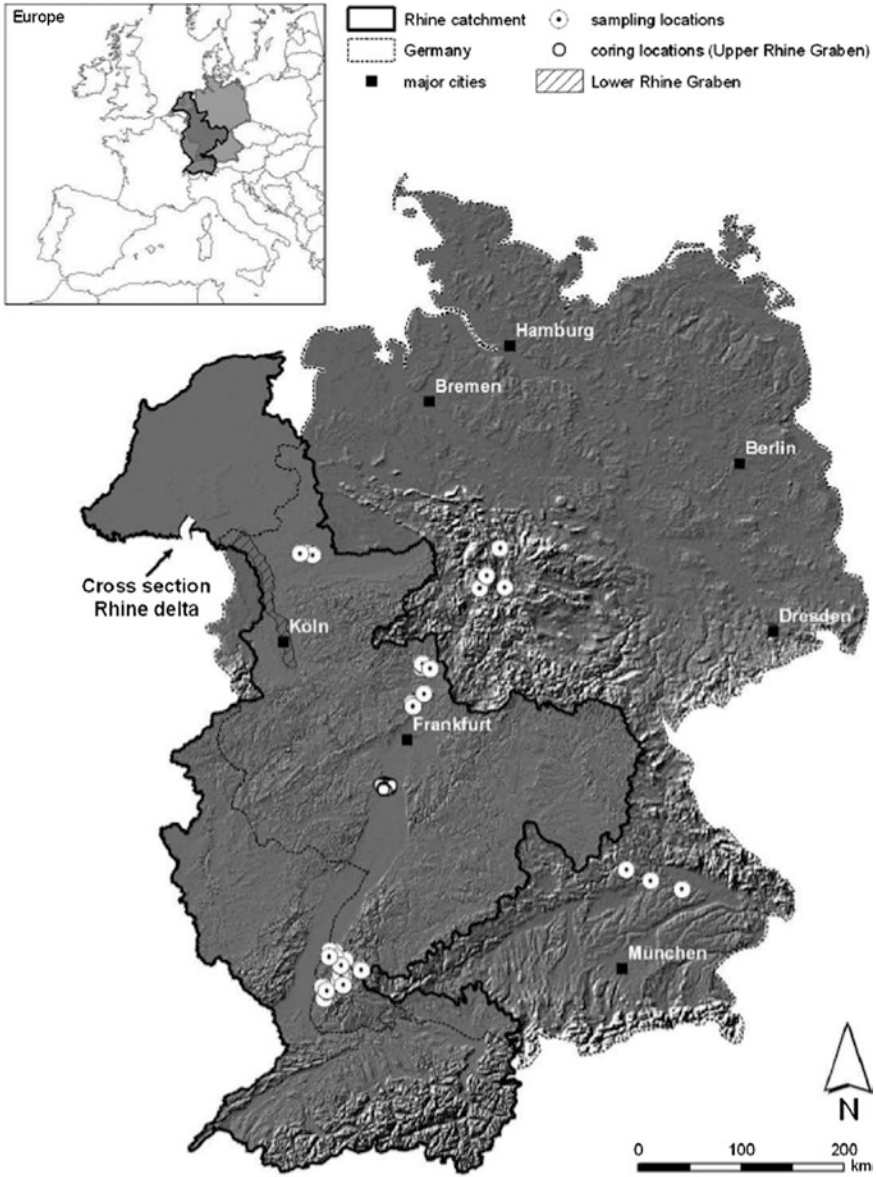 Europe
Rhine catchment
Germany
major cities
sampling locations
coring locations (Upper Rhine Graben)
Lower Rhine Graben
Hamburg
Bremen
Berlin
Cross section
Rhine delta
Köln
Dresden
Frankfurt
München
N
0 100 200
km